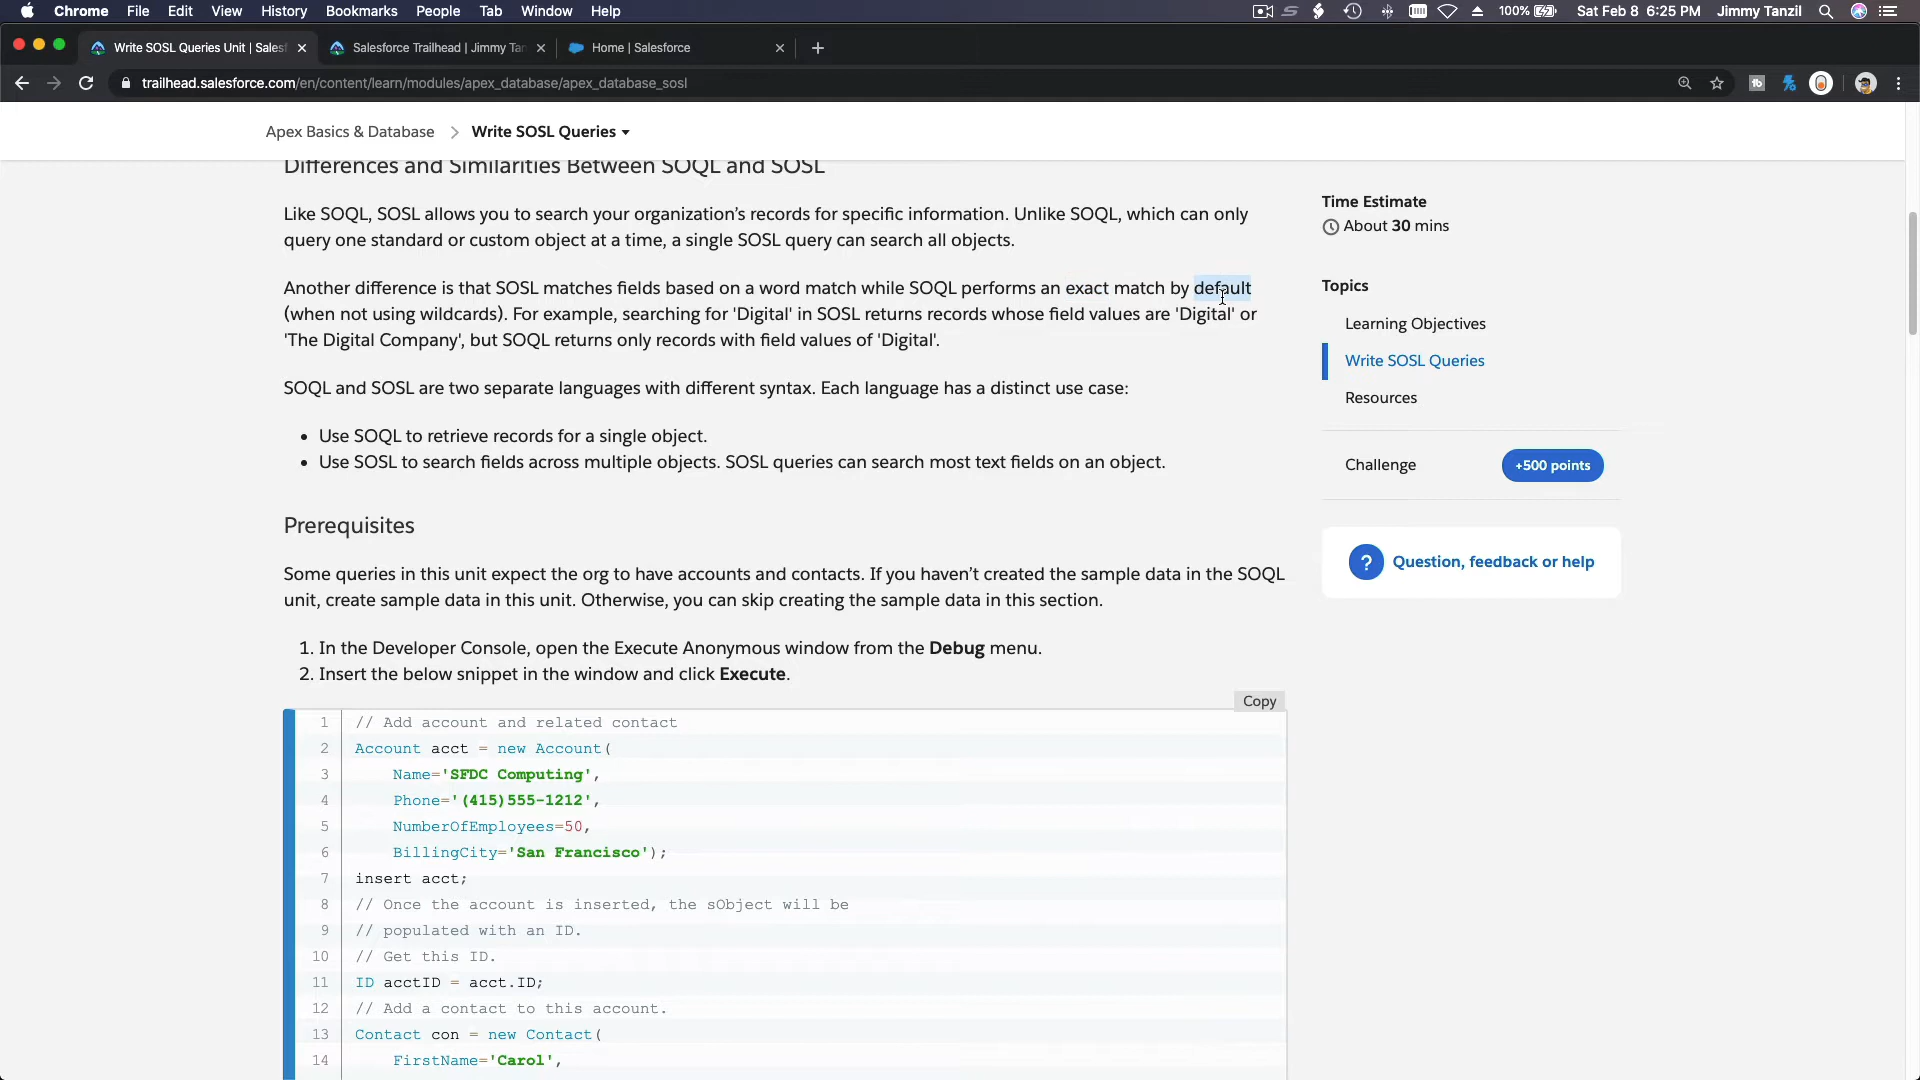 Chrome File Edit View History Bookmarks People Tab Window Help
100% Sat Feb 8 6:25 PM Jimmy Tanzil
Write SOSL Queries Unit | Salesf
Salesforce Trailhead | Jimmy Tan
Home | Salesforce
trailhead.salesforce.com/en/content/learn/modules/apex_database/apex_database_sosl
Apex Basics & Database > Write SOSL Queries
Differences and Similarities Between SOQL and SOSL
Like SOQL, SOSL allows you to search your organization's records for specific information. Unlike SOQL, which can only
query one standard or custom object at a time, a single SOSL query can search all objects.
Another difference is that SOSL matches fields based on a word match while SOQL performs an exact match by default
(when not using wildcards). For example, searching for 'Digital' in SOSL returns records whose field values are 'Digital' or
'The Digital Company', but SOQL returns only records with field values of 'Digital'.
SOQL and SOSL are two separate languages with different syntax. Each language has a distinct use case:
• Use SOQL to retrieve records for a single object.
• Use SOSL to search fields across multiple objects. SOSL queries can search most text fields on an object.
Prerequisites
Some queries in this unit expect the org to have accounts and contacts. If you haven't created the sample data in the SOQL
unit, create sample data in this unit. Otherwise, you can skip creating the sample data in this section.
1. In the Developer Console, open the Execute Anonymous window from the Debug menu.
2. Insert the below snippet in the window and click Execute.
Copy
1 // Add account and related contact
2 Account acct = new Account(
3 Name='SFDC Computing',
4 Phone='(415)555-1212',
5 NumberOfEmployees=50,
6 BillingCity='San Francisco');
7 insert acct;
8 // Once the account is inserted, the sObject will be
9 // populated with an ID.
10 // Get this ID.
11 ID acctID = acct.ID;
12 // Add a contact to this account.
13 Contact con = new Contact(
14 FirstName='Carol',
Time Estimate
About 30 mins
Topics
Learning Objectives
Write SOSL Queries
Resources
Challenge +500 points
? Question, feedback or help